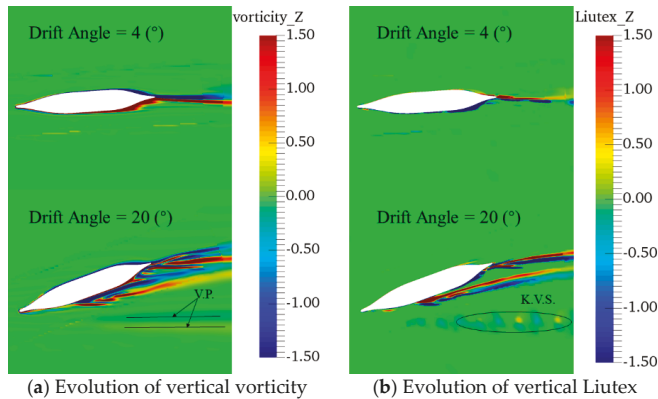 vorticity_Z
Drift Angle = 4 (°)
1.50
1.00
0.50
0.00
-0.50
-1.00
-1.50
Drift Angle = 20 (°)
V.P.
(a) Evolution of vertical vorticity
Liutex_Z
Drift Angle = 4 (°)
1.50
1.00
0.50
0.00
-0.50
-1.00
-1.50
Drift Angle = 20 (°)
K.V.S.
(b) Evolution of vertical Liutex